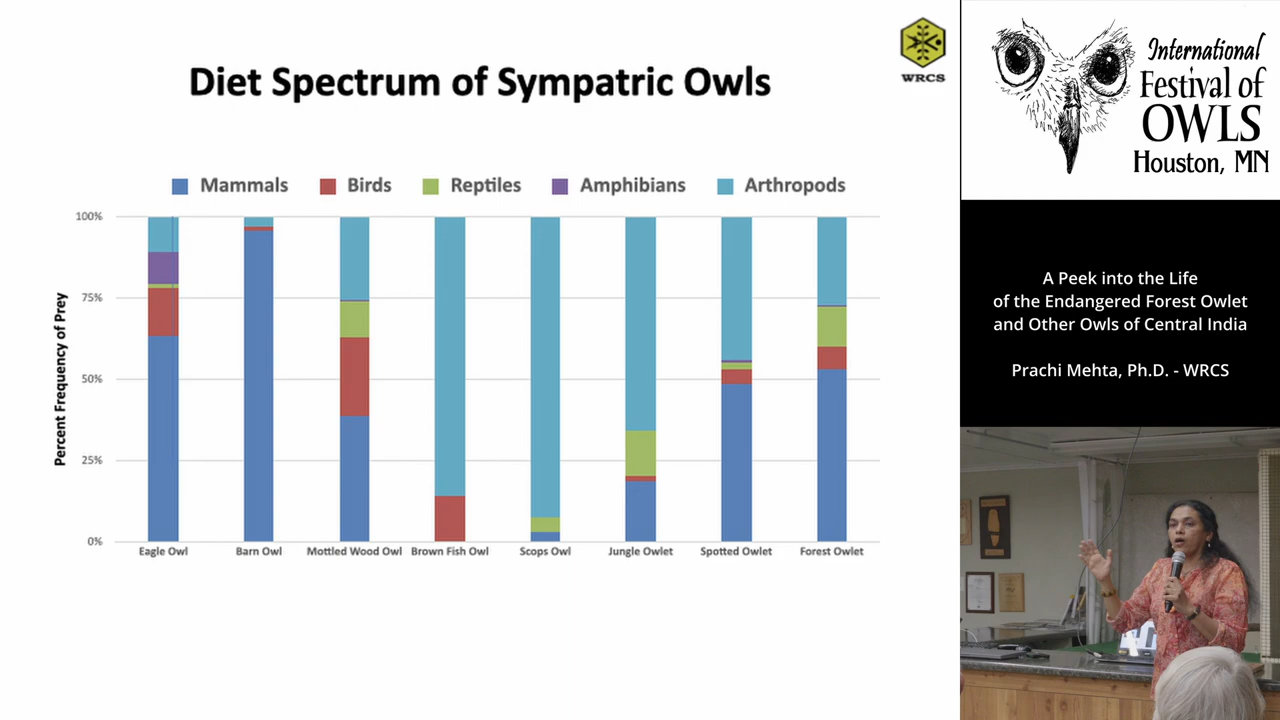 WRCS
Diet Spectrum of Sympatric Owls
Mammals Birds Reptiles Amphibians Arthropods
Percent Frequency of Prey
100%
75%
50%
25%
0%
Eagle Owl Barn Owl Mottled Wood Owl Brown Fish Owl Scops Owl Jungle Owlet Spotted Owlet Forest Owlet
International
Festival of
OWLS
Houston, MN
A Peek into the Life
of the Endangered Forest Owlet
and Other Owls of Central India
Prachi Mehta, Ph.D. - WRCS